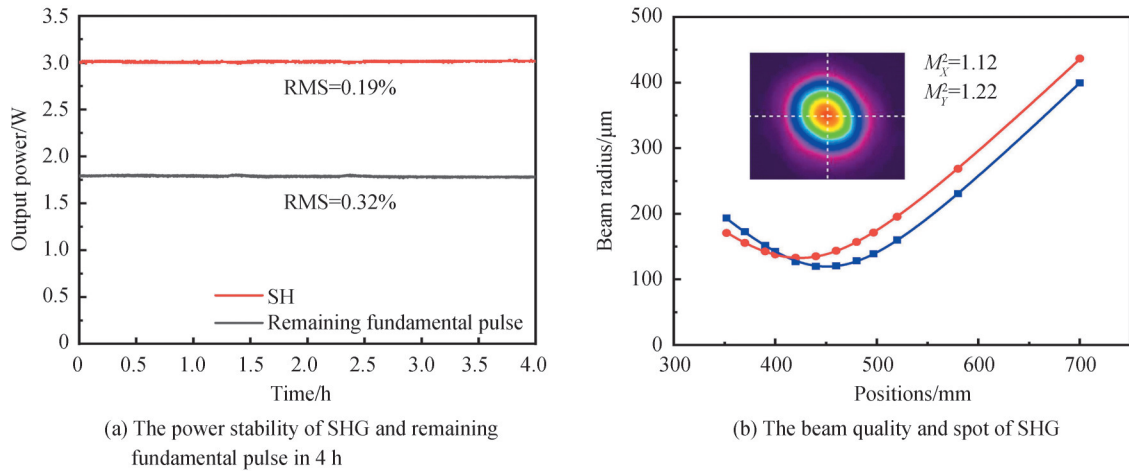 3.5
3.0
2.5
2.0
1.5
1.0
0.5
0
Output power/W
RMS=0.19%
RMS=0.32%
SH
Remaining fundamental pulse
0 0.5 1.0 1.5 2.0 2.5 3.0 3.5 4.0
Time/h
(a) The power stability of SHG and remaining
fundamental pulse in 4 h
500
400
300
200
100
0
Beam radius/μm
M²X=1.12
M²Y=1.22
300 400 500 600 700
Positions/mm
(b) The beam quality and spot of SHG